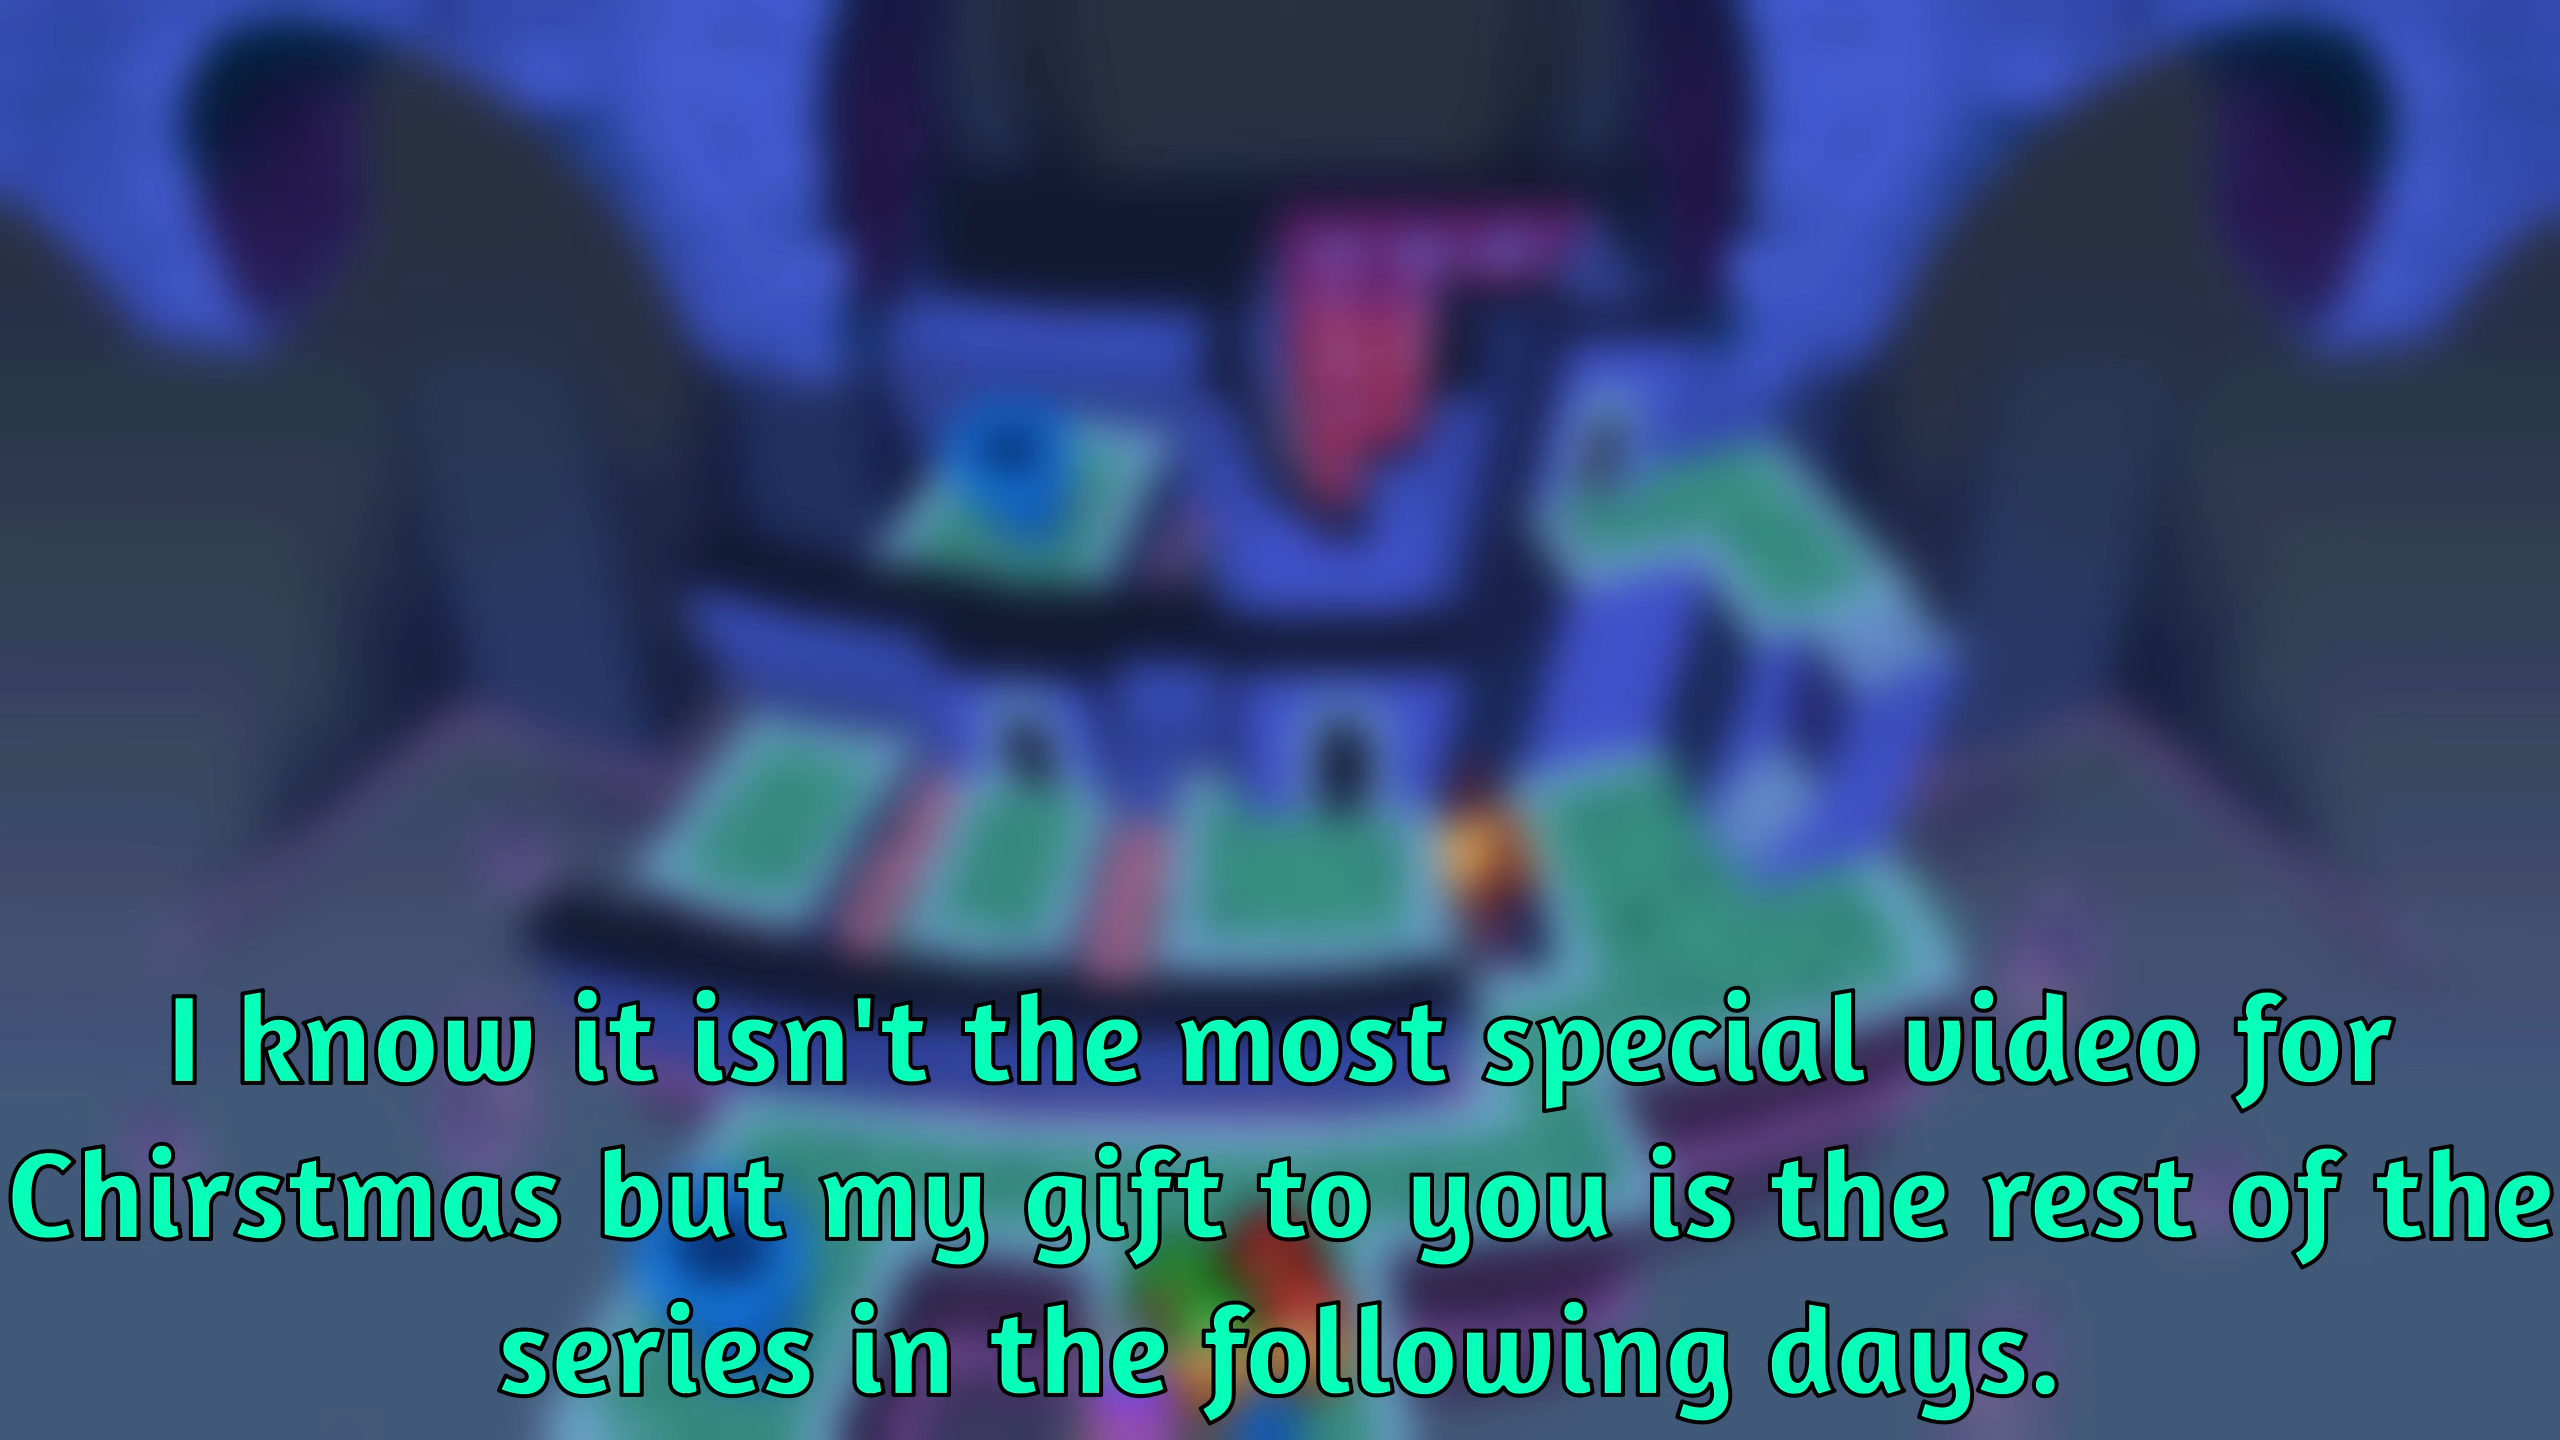 I know it isn't the most special video for
Chirstmas but my gift to you is the rest of the
series in the following days.